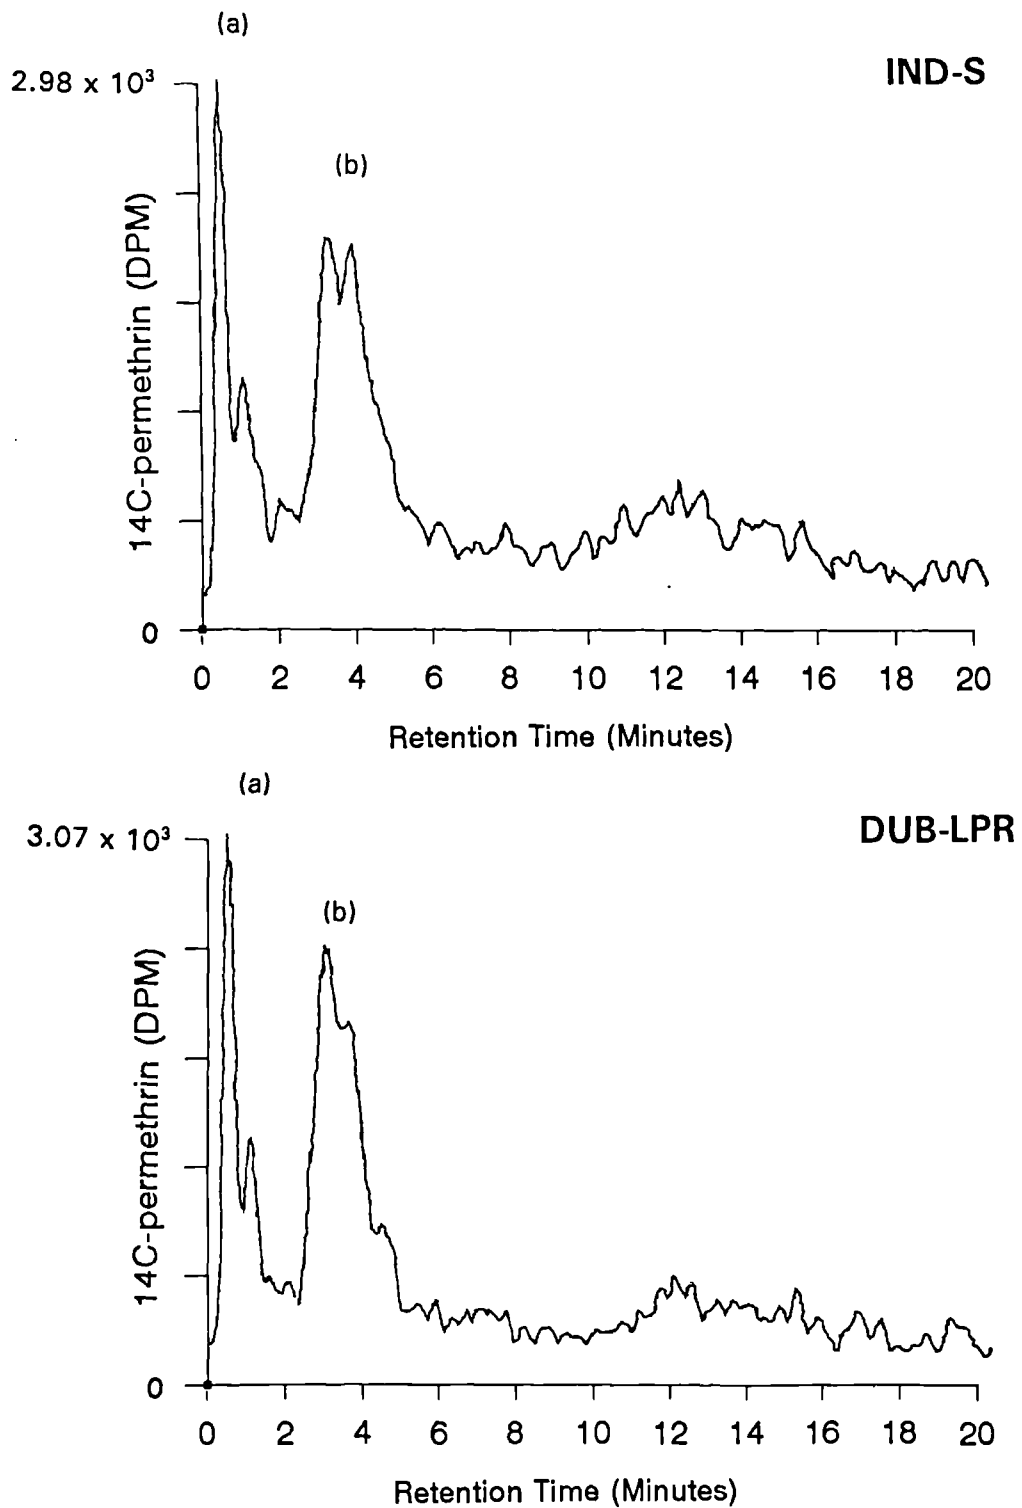 (a)
2.98 x 10³
IND-S
(b)
14C-permethrin (DPM)
0
0 2 4 6 8 10 12 14 16 18 20
Retention Time (Minutes)
(a)
3.07 x 10³
DUB-LPR
(b)
14C-permethrin (DPM)
0
0 2 4 6 8 10 12 14 16 18 20
Retention Time (Minutes)